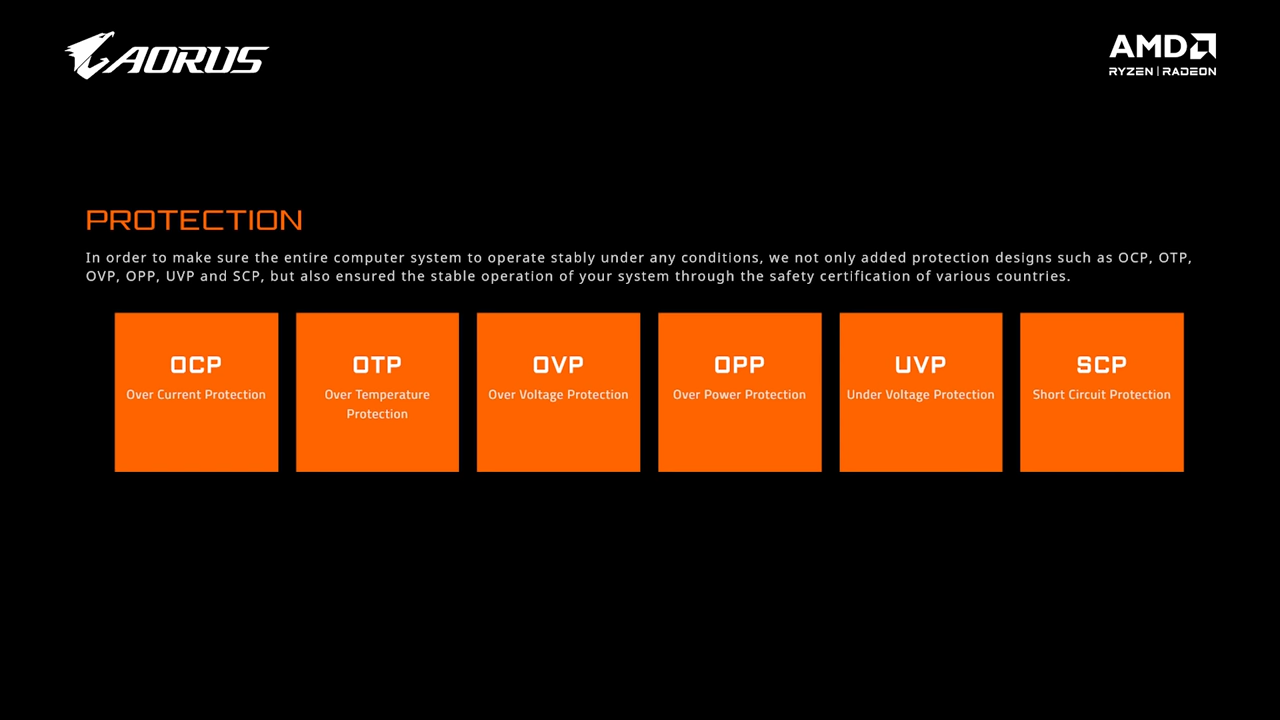 AORUS
AMD
RYZEN | RADEON
PROTECTION
In order to make sure the entire computer system to operate stably under any conditions, we not only added protection designs such as OCP, OTP,
OVP, OPP, UVP and SCP, but also ensured the stable operation of your system through the safety certification of various countries.
OCP
Over Current Protection
OTP
Over Temperature
Protection
OVP
Over Voltage Protection
OPP
Over Power Protection
UVP
Under Voltage Protection
SCP
Short Circuit Protection